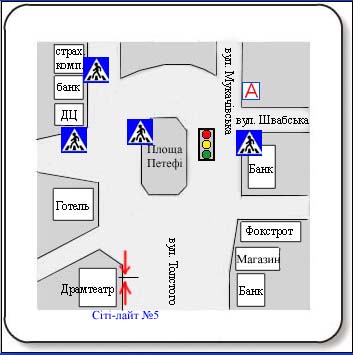 страх.
комп.
банк
ДЦ
вул. Мукачівська
А
вул. Швабська
Площа
Петефі
Банк
Готель
вул. Толстого
Фокстрот
Магазин
Банк
Драмтеатр
Сіті-лайт №5